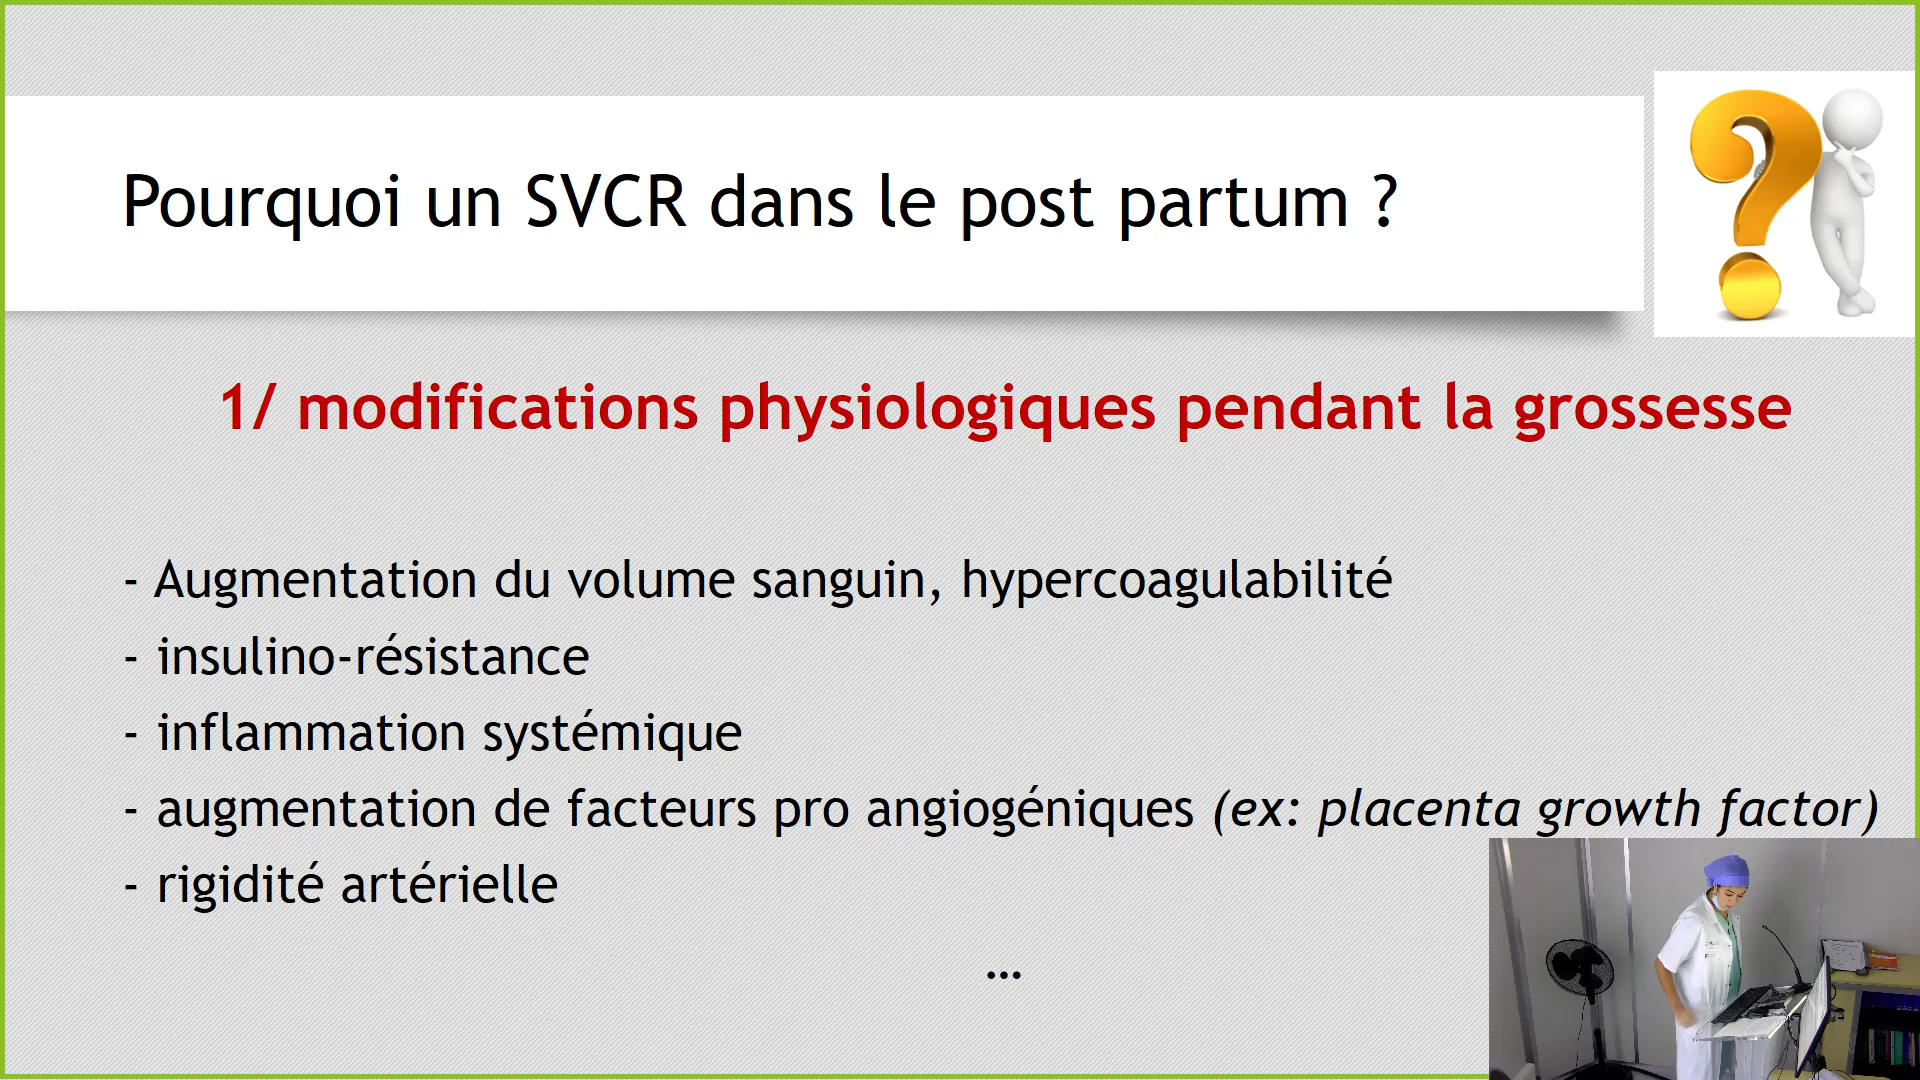 Pourquoi un SVCR dans le post partum ?
1/ modifications physiologiques pendant la grossesse
- Augmentation du volume sanguin, hypercoagulabilité
- insulino-résistance
- inflammation systémique
- augmentation de facteurs pro angiogéniques (ex: placenta growth factor)
- rigidité artérielle
...